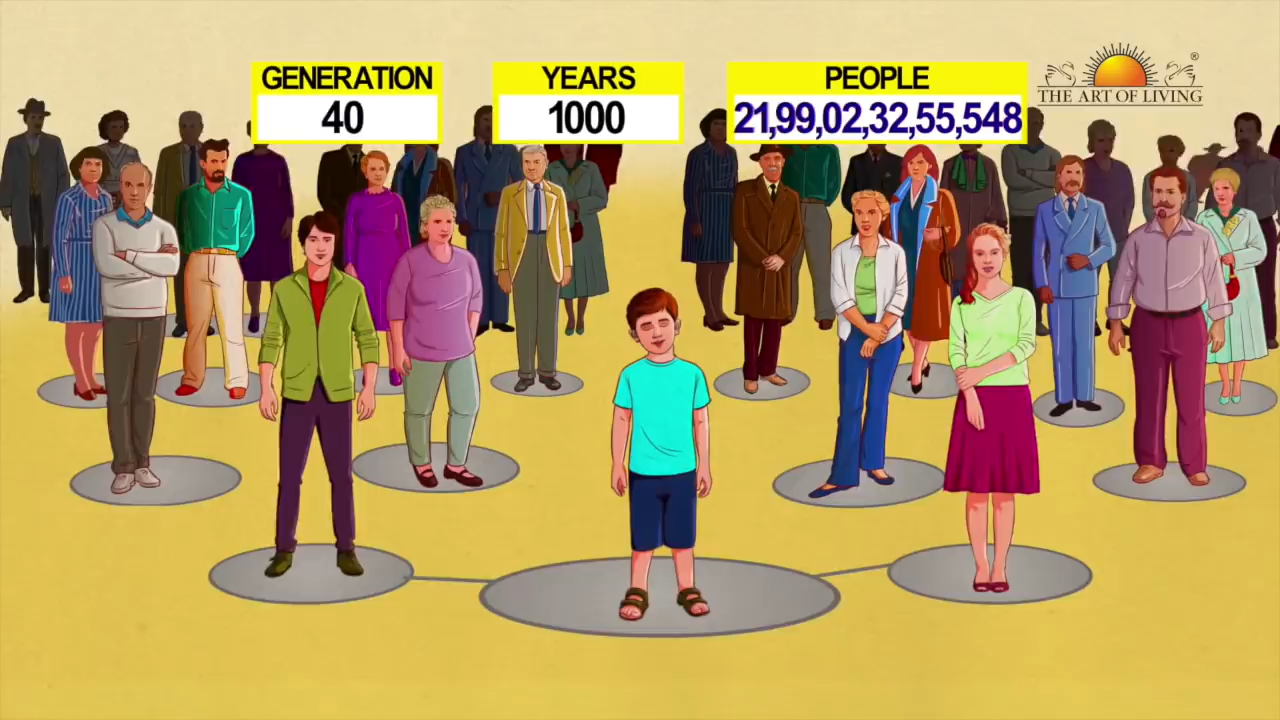 GENERATION
40
YEARS
1000
PEOPLE
21,99,02,32,55,548
THE ART OF LIVING
®